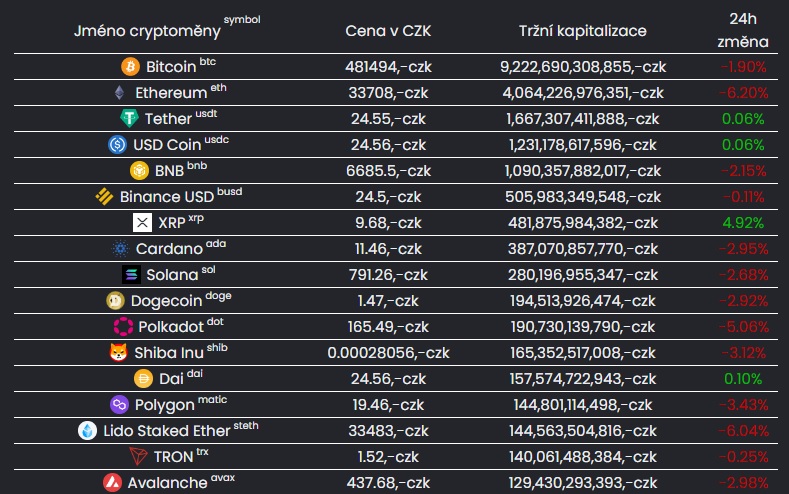 Jméno cryptoměny symbol Cena v CZK Tržní kapitalizace 24h změna
Bitcoin btc 481494,-czk 9,222,690,308,855,-czk -1.90%
Ethereum eth 33708,-czk 4,064,226,976,351,-czk -6.20%
Tether usdt 24.55,-czk 1,667,307,411,888,-czk 0.06%
USD Coin usdc 24.56,-czk 1,231,178,617,596,-czk 0.06%
BNB bnb 6685.5,-czk 1,090,357,882,017,-czk -2.15%
Binance USD busd 24.5,-czk 505,983,349,548,-czk -0.11%
XRP xrp 9.68,-czk 481,875,984,382,-czk 4.92%
Cardano ada 11.46,-czk 387,070,857,770,-czk -2.95%
Solana sol 791.26,-czk 280,196,955,347,-czk -2.68%
Dogecoin doge 1.47,-czk 194,513,926,474,-czk -2.92%
Polkadot dot 165.49,-czk 190,730,139,790,-czk -5.06%
Shiba Inu shib 0.00028056,-czk 165,352,517,008,-czk -3.12%
Dai dai 24.56,-czk 157,574,722,943,-czk 0.10%
Polygon matic 19.46,-czk 144,801,114,498,-czk -3.43%
Lido Staked Ether steth 33483,-czk 144,563,504,816,-czk -6.04%
TRON trx 1.52,-czk 140,061,488,384,-czk -0.25%
Avalanche avax 437.68,-czk 129,430,293,393,-czk -2.98%